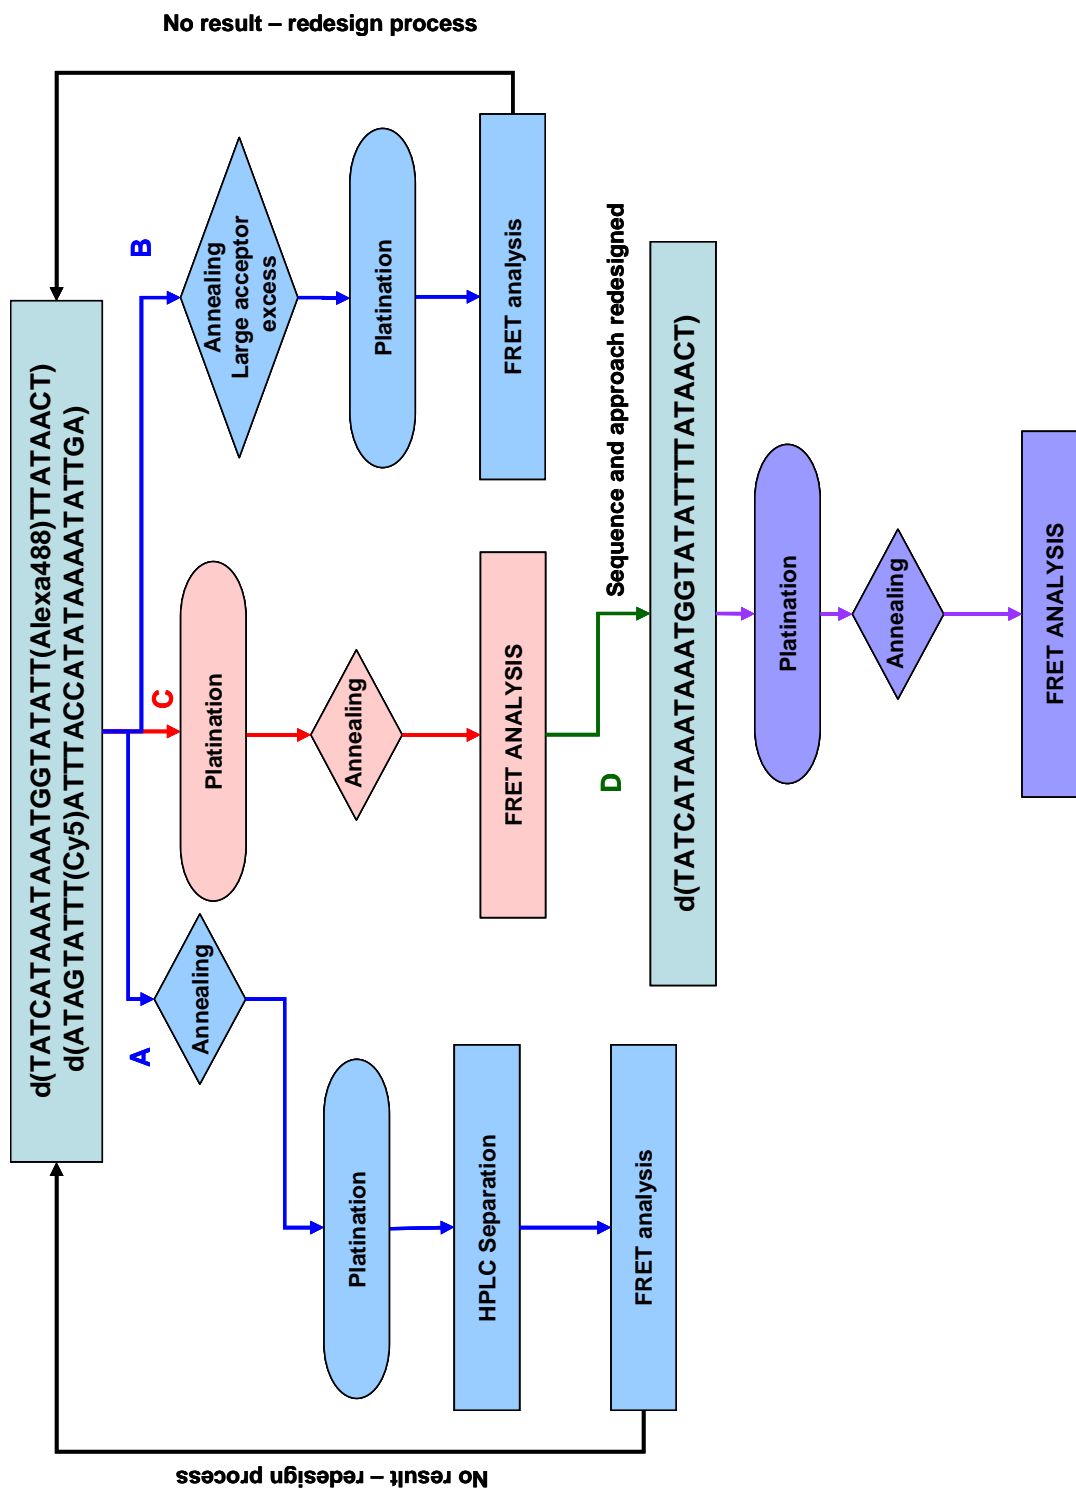 No result – redesign process
No result – redesign process
d(TATCATAAATAAATGGTATATT(Alexa488)TTATAACT)
d(ATAGTATTT(Cy5)ATTTACCATATAAAATATTGA)
A
Annealing
Platination
HPLC Separation
FRET analysis
C
Platination
Annealing
FRET ANALYSIS
B
Annealing
Large acceptor
excess
Platination
FRET analysis
D
Sequence and approach redesigned
d(TATCATAAATAAATGGTATATTTTATAACT)
Platination
Annealing
FRET ANALYSIS